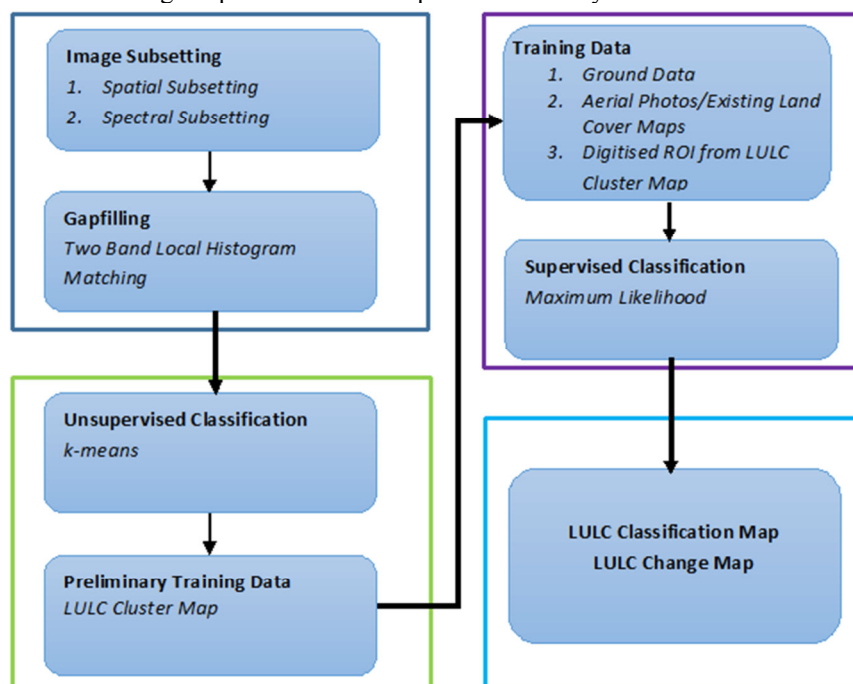 Image Subsetting
1. Spatial Subsetting
2. Spectral Subsetting
Gapfilling
Two Band Local Histogram
Matching
Unsupervised Classification
k-means
Preliminary Training Data
LULC Cluster Map
Training Data
1. Ground Data
2. Aerial Photos/Existing Land
Cover Maps
3. Digitised ROI from LULC
Cluster Map
Supervised Classification
Maximum Likelihood
LULC Classification Map
LULC Change Map